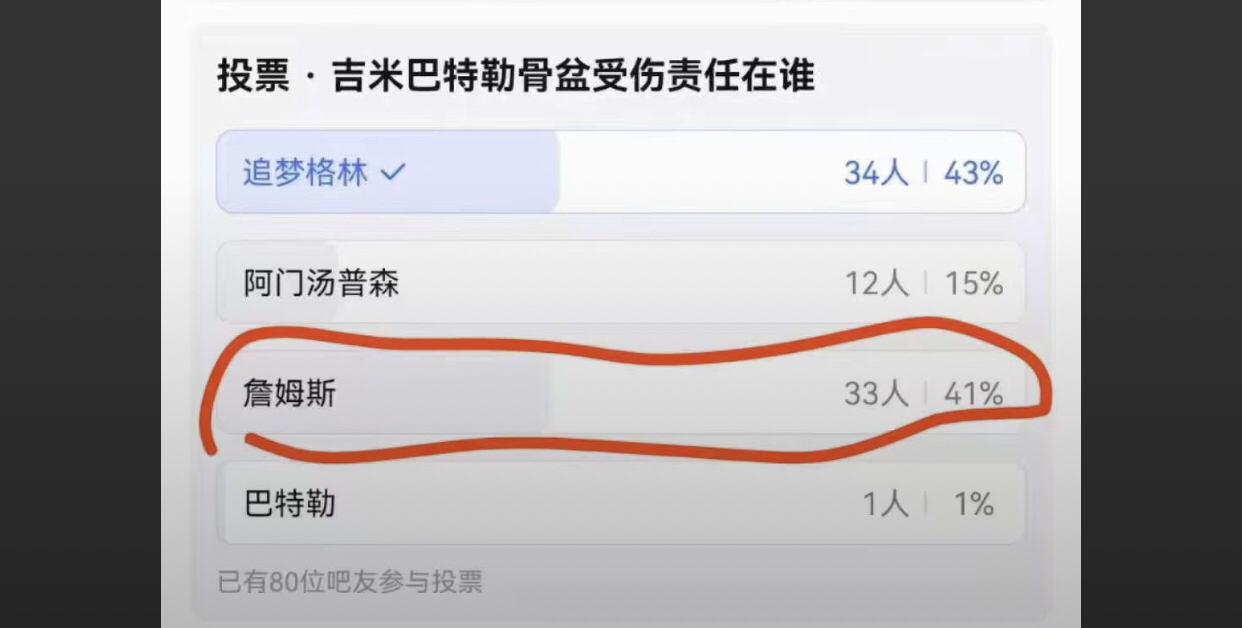 投票 · 吉米巴特勒骨盆受伤责任在谁
追梦格林 ✓ 34人 | 43%
阿门汤普森 12人 | 15%
詹姆斯 33人 | 41%
巴特勒 1人 | 1%
已有80位吧友参与投票